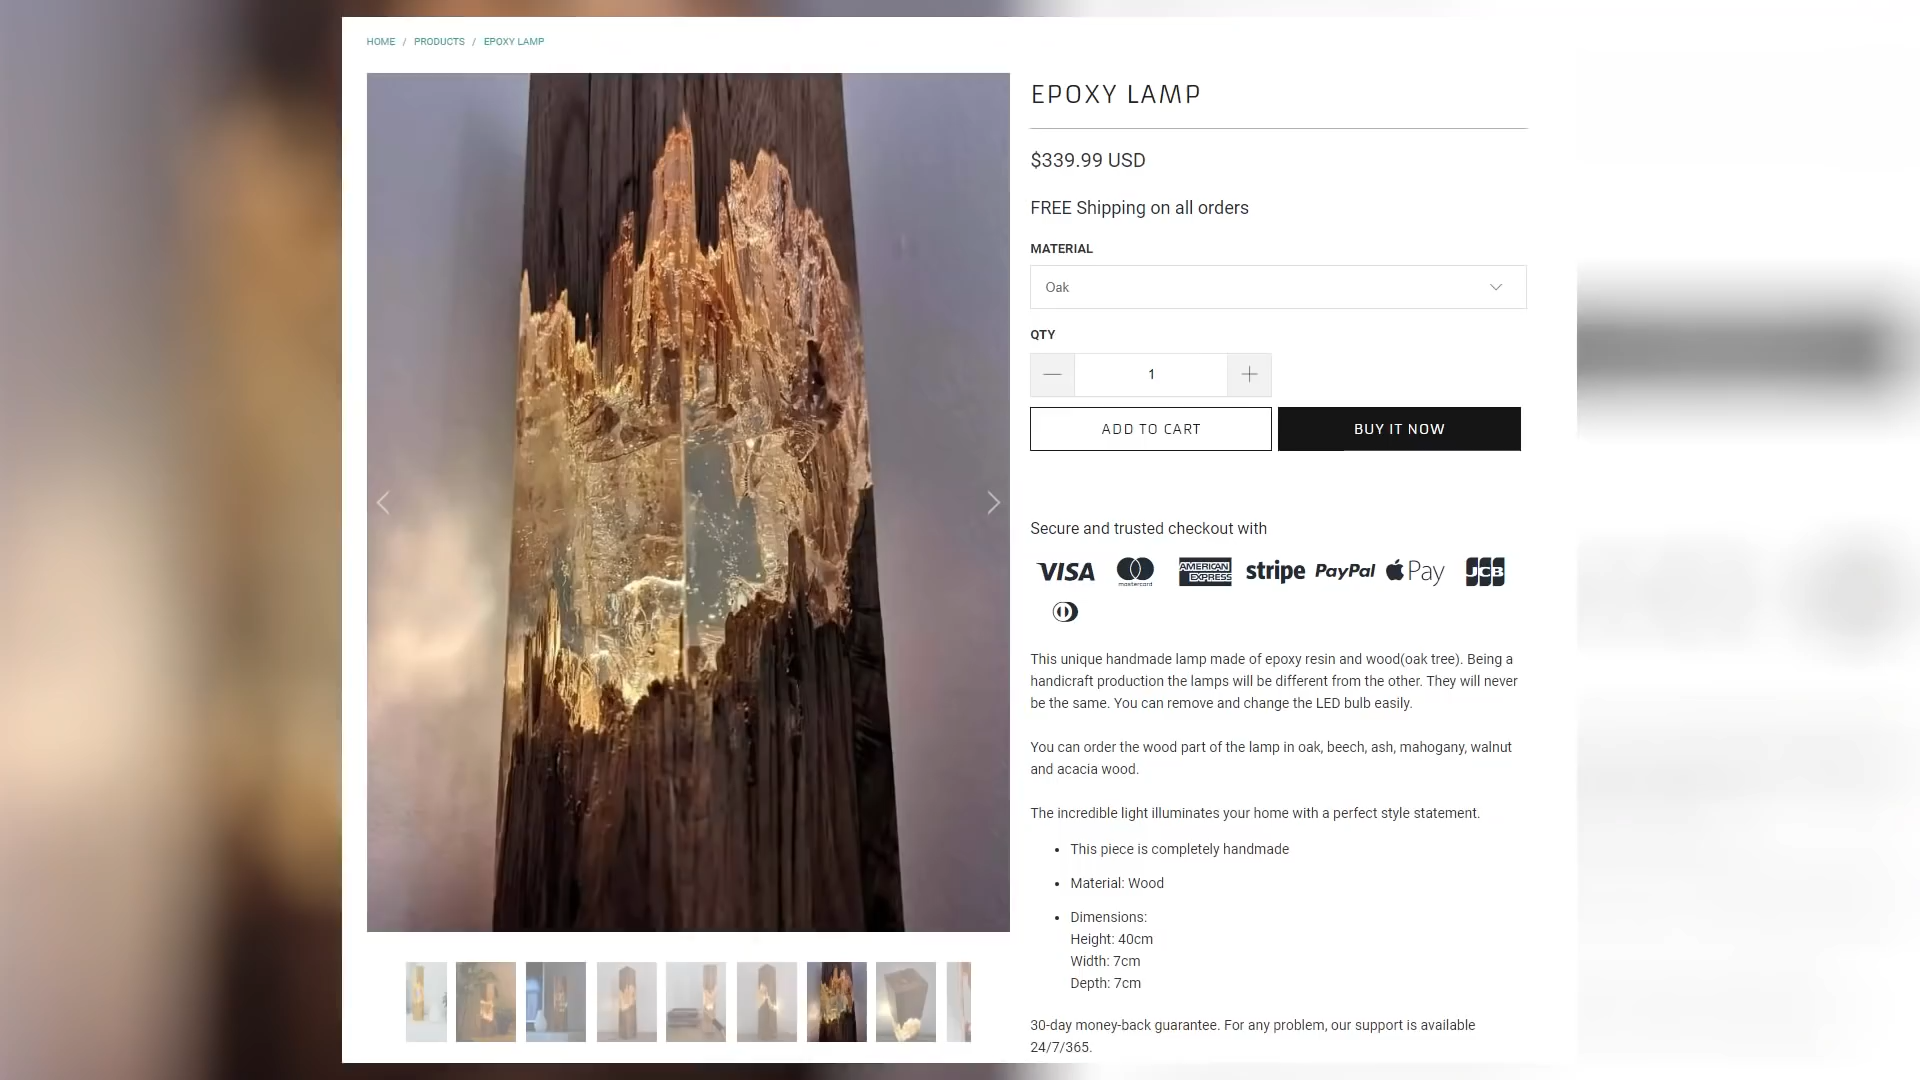 HOME / PRODUCTS / EPOXY LAMP
EPOXY LAMP
$339.99 USD
FREE Shipping on all orders
MATERIAL
Oak
QTY
1
ADD TO CART
BUY IT NOW
Secure and trusted checkout with
VISA mastercard AMERICAN EXPRESS stripe PayPal Pay JCB
This unique handmade lamp made of epoxy resin and wood(oak tree). Being a
handicraft production the lamps will be different from the other. They will never
be the same. You can remove and change the LED bulb easily.
You can order the wood part of the lamp in oak, beech, ash, mahogany, walnut
and acacia wood.
The incredible light illuminates your home with a perfect style statement.
• This piece is completely handmade
• Material: Wood
• Dimensions:
Height: 40cm
Width: 7cm
Depth: 7cm
30-day money-back guarantee. For any problem, our support is available
24/7/365.